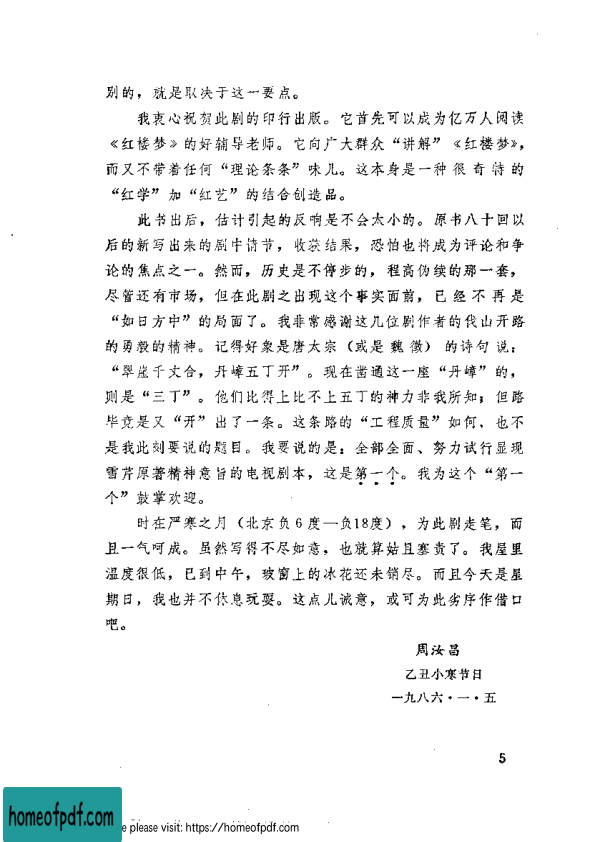 别的，就是取决于这一要点。
我衷心祝贺此剧的印行出版。它首先可以成为亿万人阅读
《红楼梦》的好辅导老师。它向广大群众“讲解”《红楼梦》，
而又不带着任何“理论条条”味儿。这本身是一种很奇特的
“红学”加“红艺”的结合创造品。
此书出后，估计引起的反响是不会太小的。原书八十回以
后的新写出来的剧中情节，收获结果，恐怕也将成为评论和争
论的焦点之一。然而，历史是不停步的，程高伪续的那一套，
尽管还有市场，但在此剧之出现这个事实面前，已经不再是
“如日方中”的局面了。我非常感谢这几位剧作者的伐山开路
的勇毅的精神。记得好象是唐太宗（或是魏徵）的诗句说：
“翠崖千丈合，丹嶂五丁开”。现在凿通这一座“丹嶂”的，
则是“三丁”。他们比得上比不上五丁的神力非我所知；但路
毕竟是又“开”出了一条。这条路的“工程质量”如何，也不
是我此刻要说的题目。我要说的是：全部全面、努力试行显现
雪芹原著精神意旨的电视剧本，这是第一个。我为这个“第一
个”鼓掌欢迎。
时在严寒之月（北京负6度—负18度），为此剧走笔，而
且一气呵成。虽然写得不尽如意，也就算姑且塞责了。我屋里
温度很低，已到中午，玻窗上的冰花还未销尽。而且今天是星
期日，我也并不休息玩耍。这点儿诚意，或可为此劣序作借口
吧。
周汝昌
乙丑小寒节日
一九八六·一·五
5
homeofpdf.com
e please visit: https://homeofpdf.com